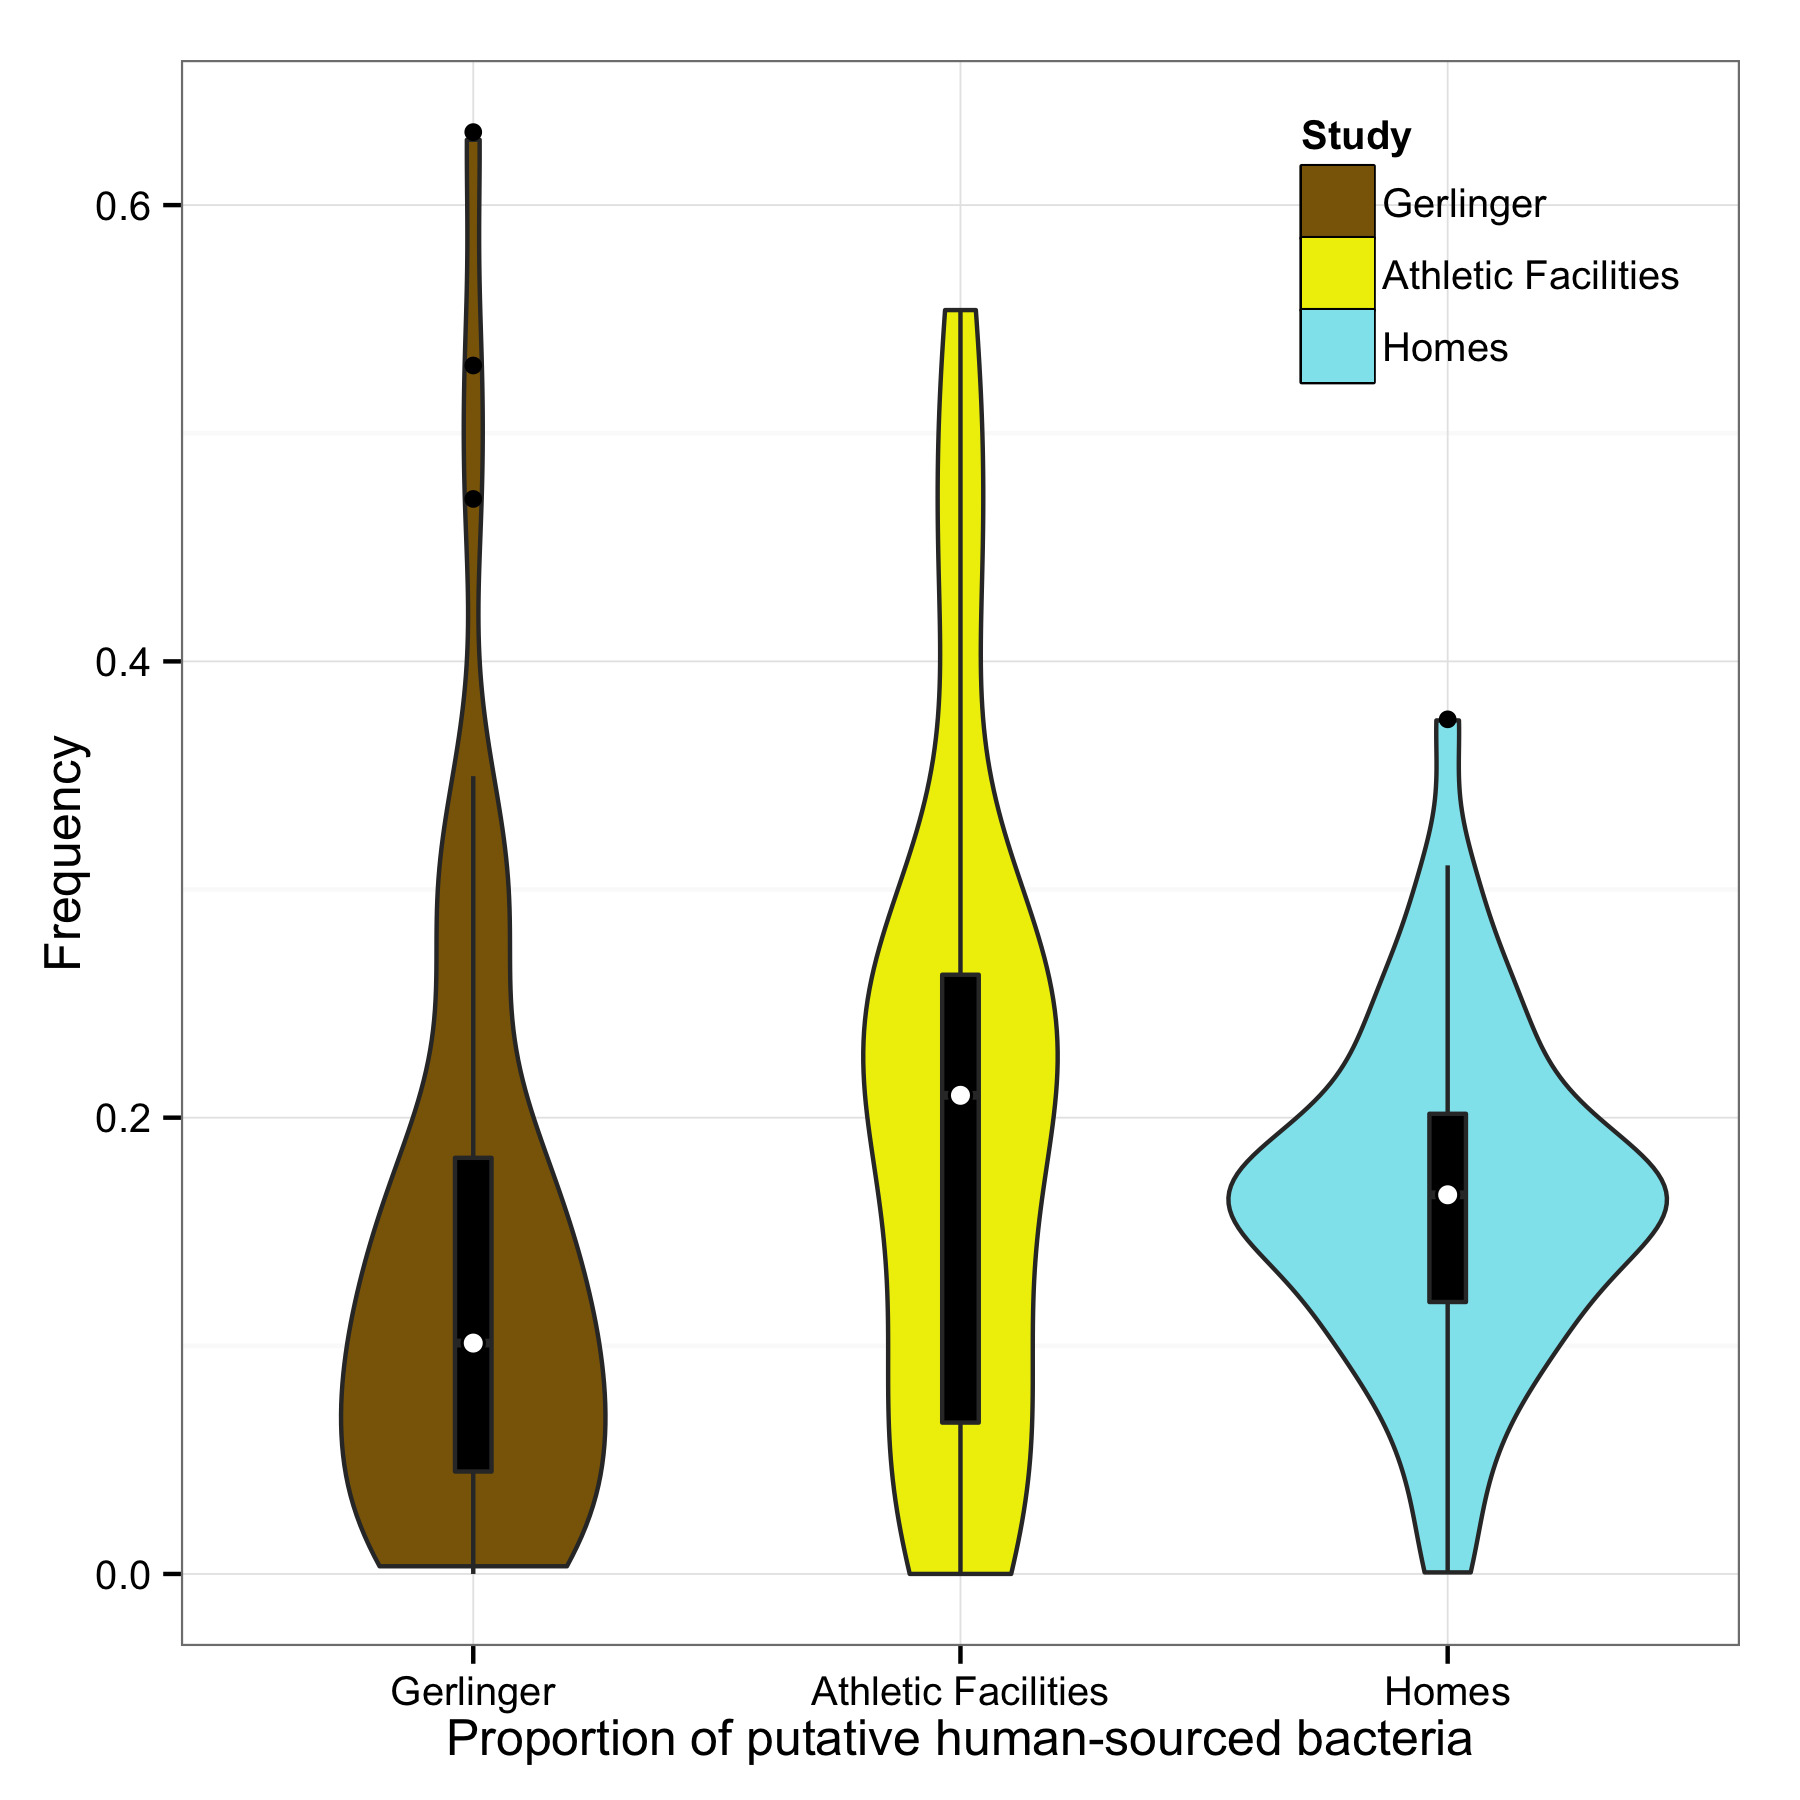 Study
Gerlinger
Athletic Facilities
Homes
0.6
0.4
0.2
0.0
Frequency
Gerlinger
Athletic Facilities
Homes
Proportion of putative human-sourced bacteria